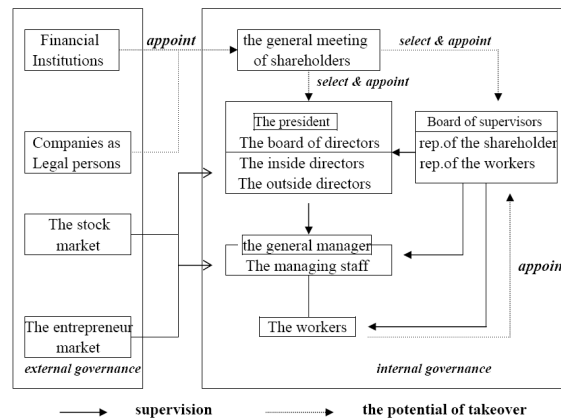 Financial
Institutions
appoint
the general meeting
of shareholders
select & appoint
select & appoint
Companies as
Legal persons
The president
The board of directors
The inside directors
The outside directors
Board of supervisors
rep.of the shareholder
rep.of the workers
The stock
market
the general manager
The managing staff
appoint
The entrepreneur
market
The workers
external governance
internal governance
supervision
the potential of takeover